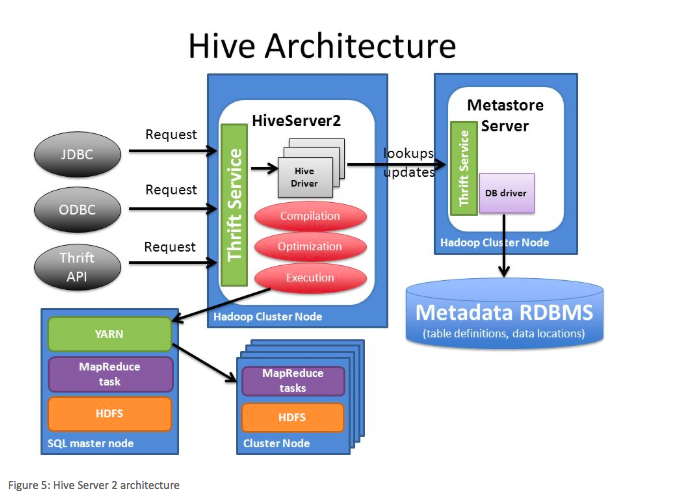 Hive Architecture
JDBC
ODBC
Thrift
API
Request
Request
Request
Thrift Service
HiveServer2
Hive
Driver
Compilation
Optimization
Execution
Hadoop Cluster Node
lookups
updates
Metastore
Server
Thrift Service
DB driver
Hadoop Cluster Node
Metadata RDBMS
(table definitions, data locations)
YARN
MapReduce
task
HDFS
SQL master node
MapReduce
tasks
HDFS
Cluster Node
Figure 5: Hive Server 2 architecture